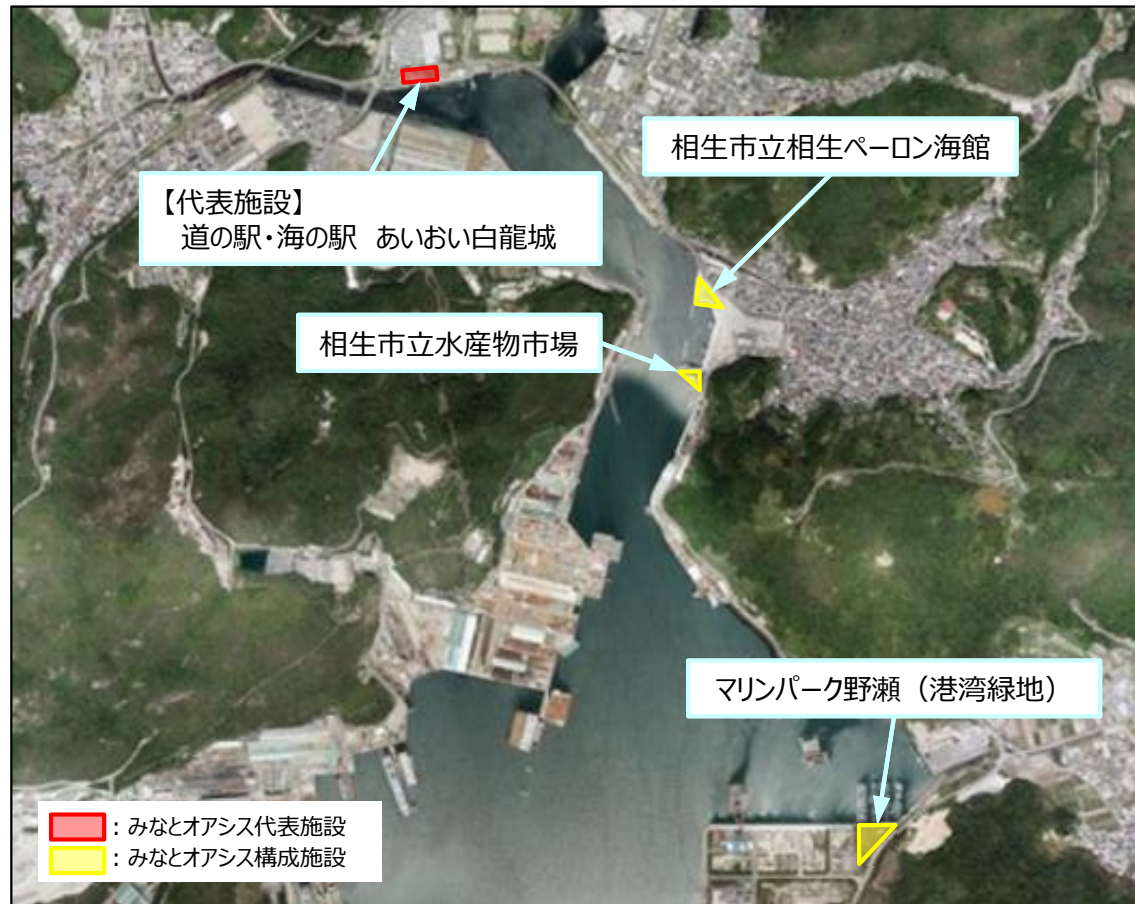 相生市立相生ペーロン海館
【代表施設】
道の駅・海の駅 あいおい白龍城
相生市立水産物市場
マリンパーク野瀬（港湾緑地）
：みなとオアシス代表施設
：みなとオアシス構成施設